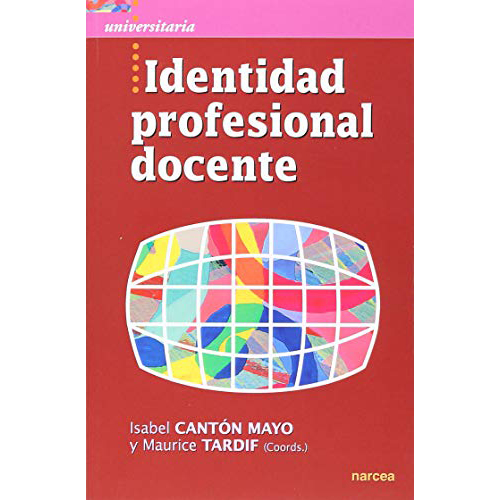 universitaria
Identidad
profesional
docente
Isabel CANTÓN MAYO
y Maurice TARDIF (Coords.)
narcea